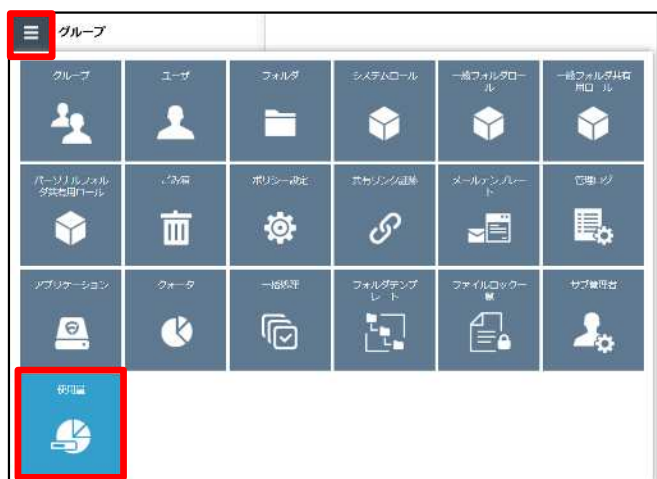 グループ
グループ
ユーザ
フォルダ
システムロール
一般フォルダロー
ル
一般フォルダ共有
用ロール
パーソナルフォル
ダ共有用ロール
ごみ箱
ポリシー設定
共有リンク証跡
メールテンプレー
ト
管理ログ
アプリケーション
クォータ
一括処理
フォルダテンプ
レート
ファイルロック一
覧
サブ管理者
使用量